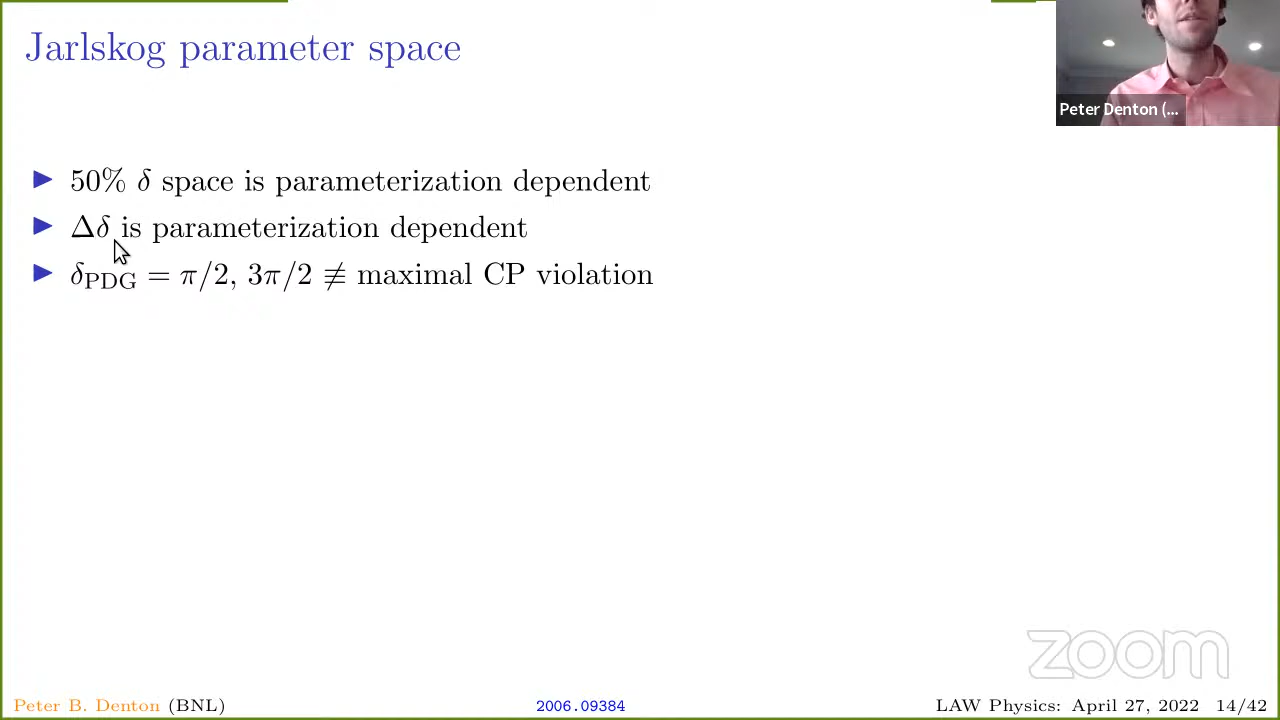 Jarlskog parameter space
Peter Denton (...
▶ 50% δ space is parameterization dependent
▶ Δδ is parameterization dependent
▶ δPDG = π/2, 3π/2 ≢ maximal CP violation
zoom
Peter B. Denton (BNL)
2006.09384
LAW Physics: April 27, 2022 14/42